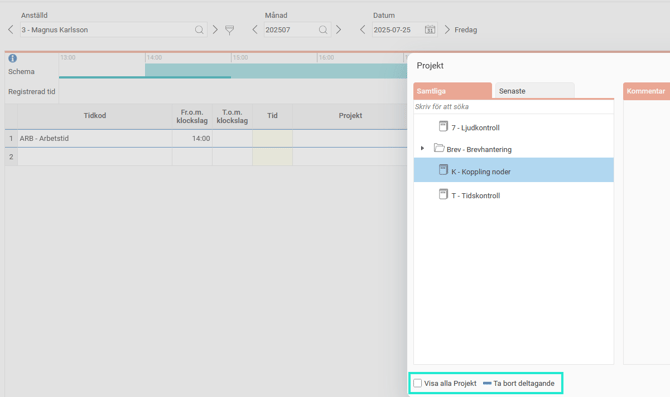 Anställd
Månad
Datum
3 - Magnus Karlsson
202507
2025-07-25
Fredag
13:00
14:00
15:00
16:00
Schema
Registrerad tid
Tidkod
Fr.o.m. klockslag
T.o.m. klockslag
Tid
Projekt
1
ARB - Arbetstid
14:00
2
Projekt
Samtliga
Senaste
Kommentar
Skriv för att söka
7 - Ljudkontroll
Brev - Brevhantering
K - Koppling noder
T - Tidskontroll
Visa alla Projekt
Ta bort deltagande